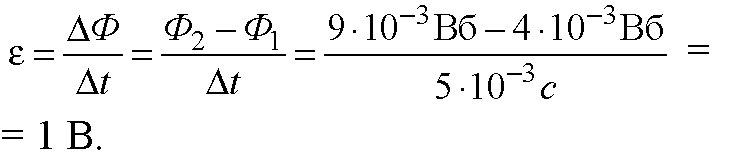 ε = ΔΦ/Δt = (Φ₂ − Φ₁)/Δt = (9·10⁻³ Вб − 4·10⁻³ Вб)/(5·10⁻³ с) =
= 1 В.